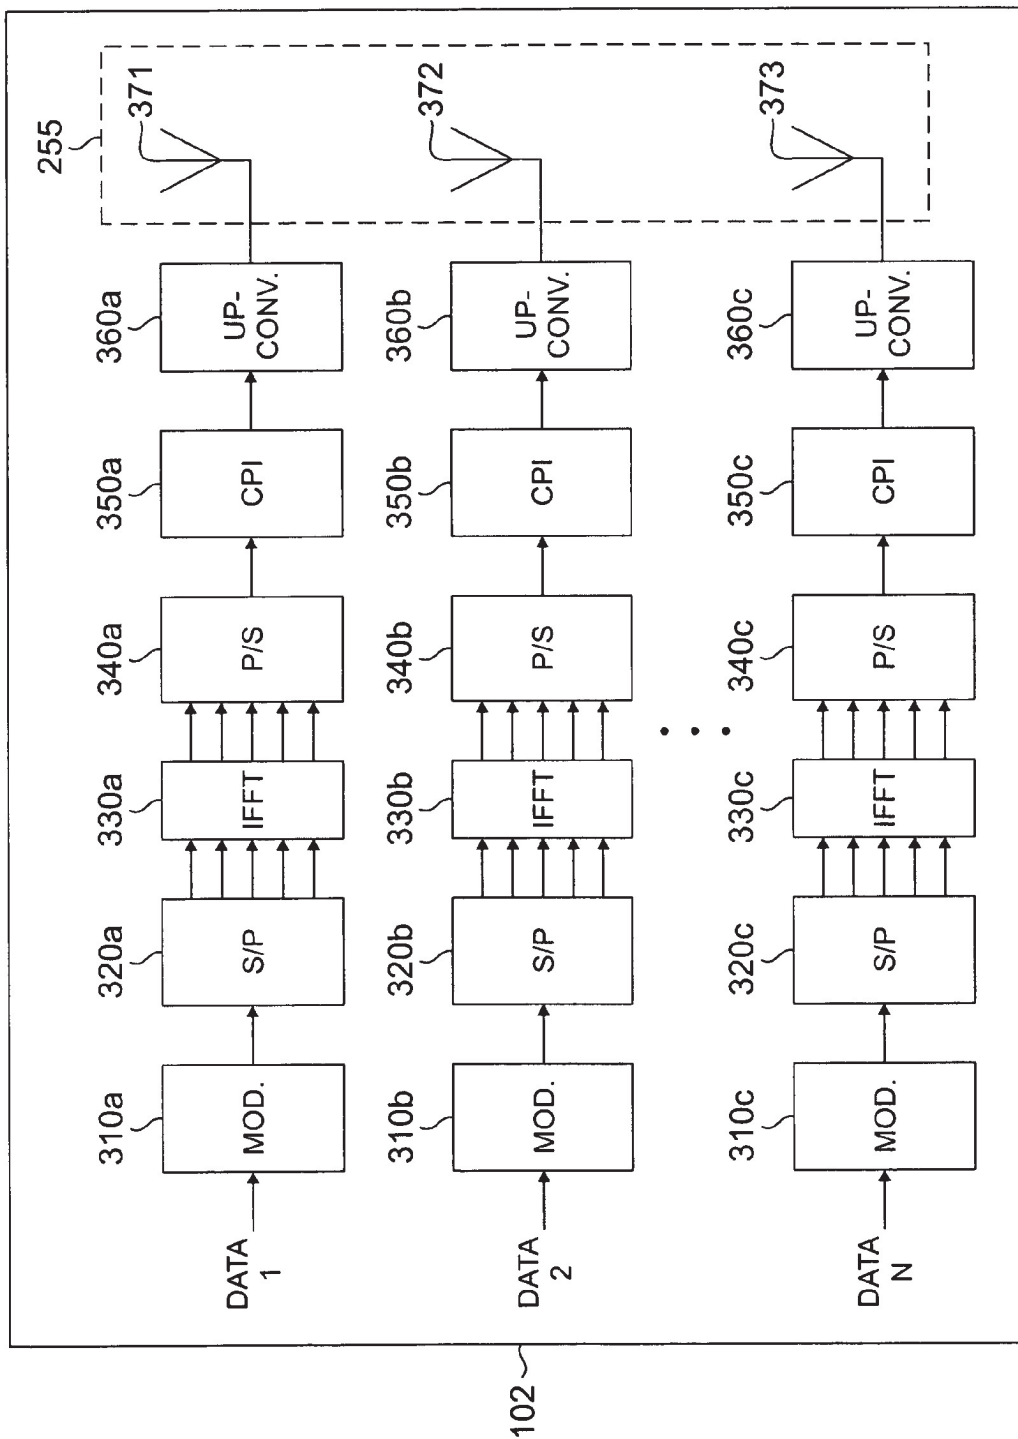 255
371
372
373
360a
UP-
CONV.
360b
UP-
CONV.
360c
UP-
CONV.
350a
CPI
350b
CPI
350c
CPI
340a
P/S
340b
P/S
340c
P/S
330a
IFFT
330b
IFFT
330c
IFFT
320a
S/P
320b
S/P
320c
S/P
310a
MOD.
310b
MOD.
310c
MOD.
DATA
1
DATA
2
DATA
N
102